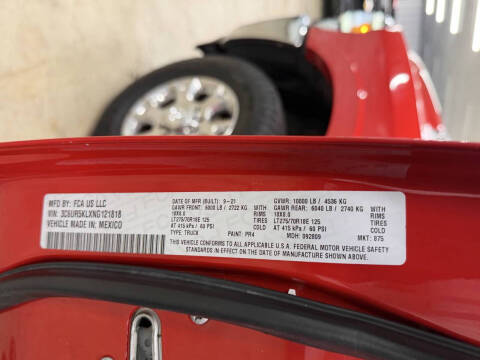 MFD BY: FCA US LLC
VIN: 3C6UR5KLXNG121818
VEHICLE MADE IN: MEXICO
DATE OF MFR (BUILT): 9-21
GAWR FRONT: 6000 LB / 2722 KG
18X8.0
LT275/70R18E 125
AT 415 kPa / 60 PSI
TYPE: TRUCK PAINT: PR4
RIMS
TIRES
COLD
GVWR: 10000 LB / 4536 KG
GAWR REAR: 6040 LB / 2740 KG
18X8.0
LT275/70R18E 125
AT 415 kPa / 60 PSI
MDH: 092809
RIMS
TIRES
COLD
MKT: 875
THIS VEHICLE CONFORMS TO ALL APPLICABLE U.S.A. FEDERAL MOTOR VEHICLE SAFETY
STANDARDS IN EFFECT ON THE DATE OF MANUFACTURE SHOWN ABOVE.